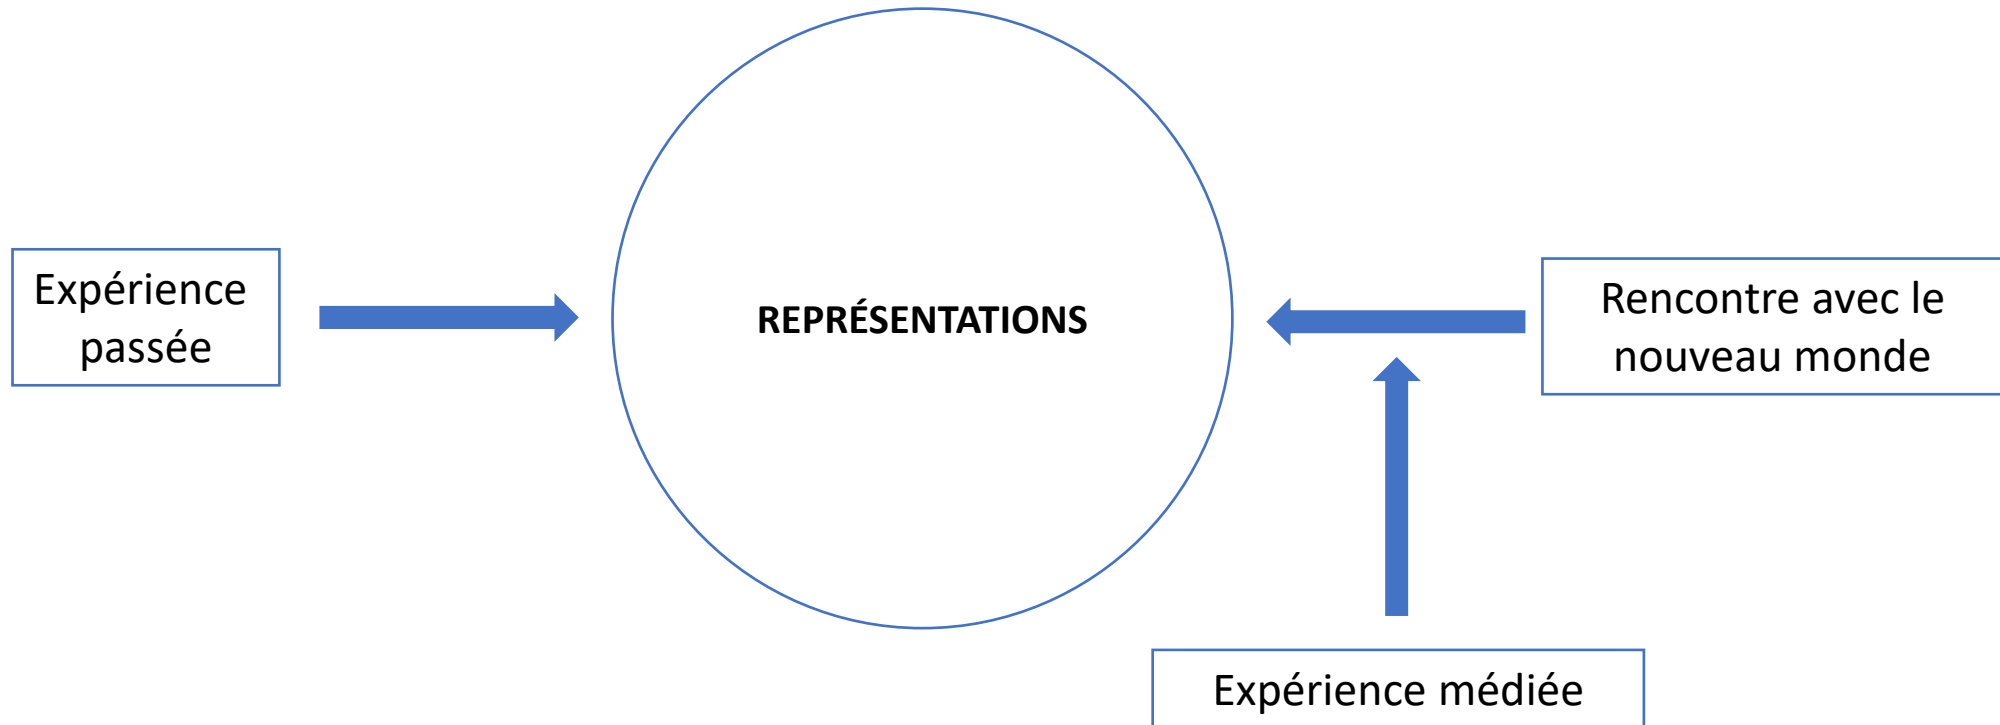 Expérience
passée
REPRÉSENTATIONS
Rencontre avec le
nouveau monde
Expérience médiée